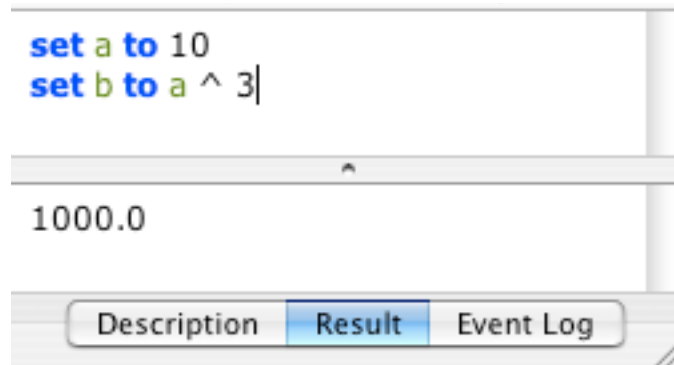 set a to 10
set b to a ^ 3
1000.0
Description Result Event Log